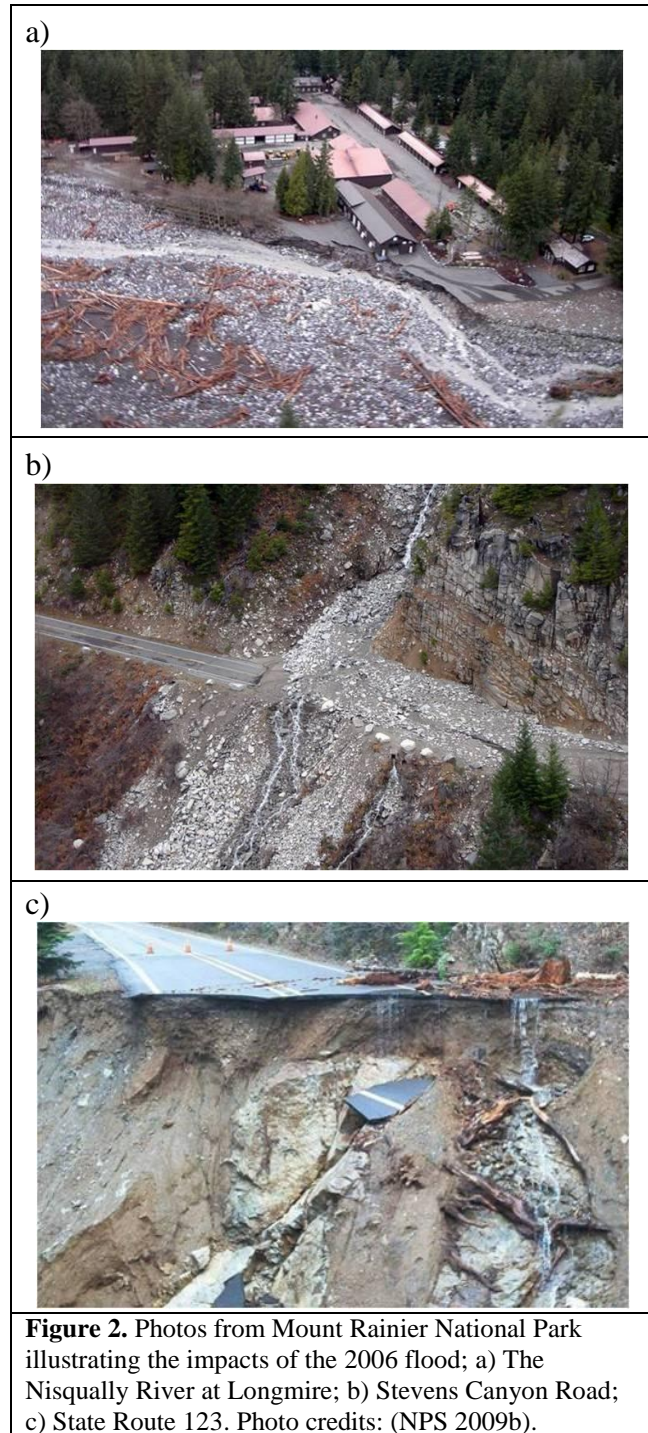 a)
b)
c)
Figure 2. Photos from Mount Rainier National Park
illustrating the impacts of the 2006 flood; a) The
Nisqually River at Longmire; b) Stevens Canyon Road;
c) State Route 123. Photo credits: (NPS 2009b).